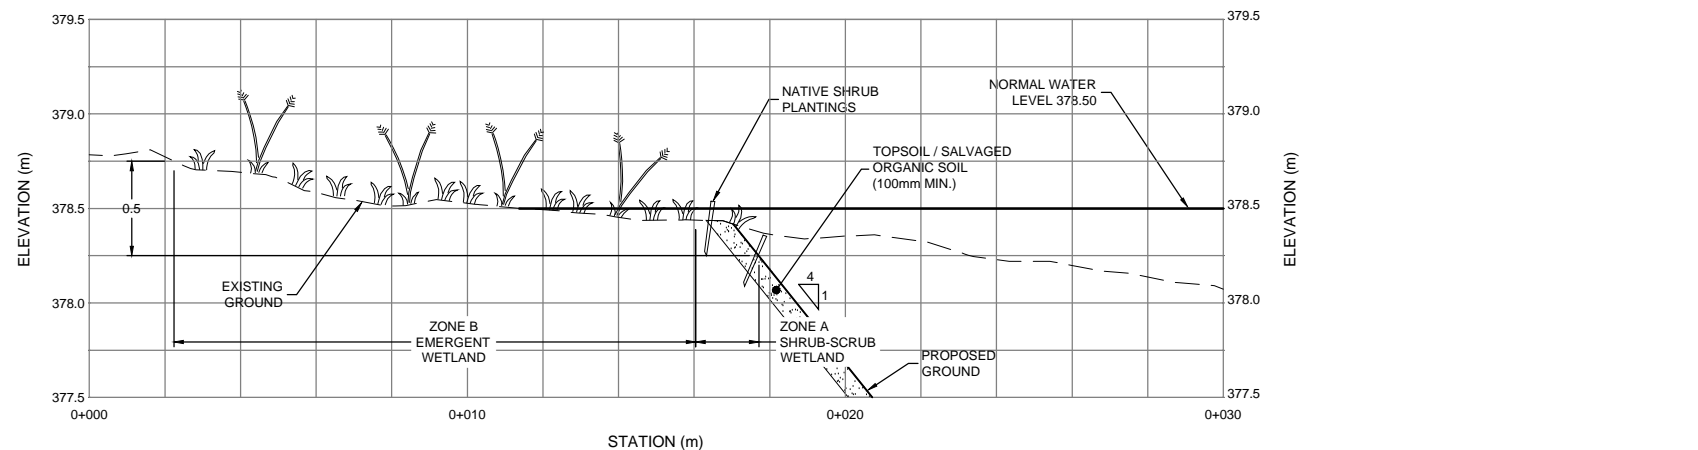 379.5
379.5
NORMAL WATER
LEVEL 378.50
NATIVE SHRUB
PLANTINGS
379.0
379.0
TOPSOIL / SALVAGED
ORGANIC SOIL
(100mm MIN.)
ELEVATION (m)
ELEVATION (m)
378.5
378.5
0.5
EXISTING
GROUND
4
1
378.0
378.0
ZONE B
EMERGENT
WETLAND
ZONE A
SHRUB-SCRUB
WETLAND
PROPOSED
GROUND
377.5
377.5
0+000
0+010
0+020
0+030
STATION (m)